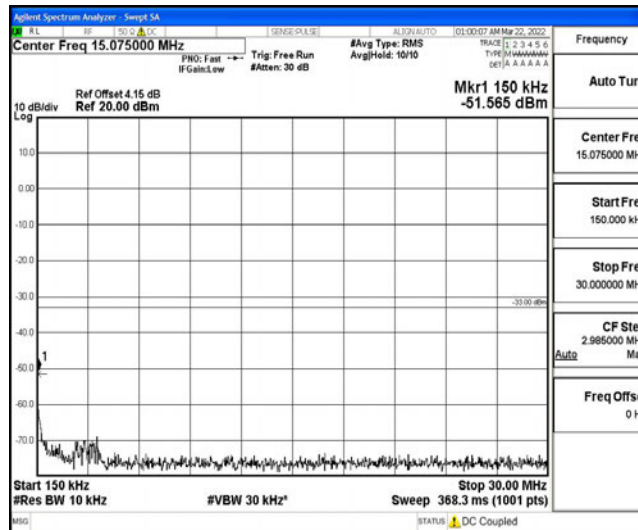 Agilent Spectrum Analyzer - Swept SA
RL RF 50 Ω DC SENSE:PULSE ALIGN AUTO 01:00:07 AM Mar 22, 2022
Center Freq 15.075000 MHz
PNO: Fast
IFGain:Low
Trig: Free Run
#Atten: 30 dB
#Avg Type: RMS
Avg|Hold: 10/10
TRACE 1 2 3 4 5 6
TYPE M
DET A A A A A A
Frequency
Ref Offset 4.15 dB
10 dB/div Ref 20.00 dBm
Log
Mkr1 150 kHz
-51.565 dBm
10.0
0.00
-10.0
-20.0
-30.0
-33.00 dBm
-40.0
1
-50.0
-60.0
-70.0
Start 150 kHz
Stop 30.00 MHz
#Res BW 10 kHz
#VBW 30 kHz*
Sweep 368.3 ms (1001 pts)
MSG
STATUS DC Coupled
Auto Tun
Center Fre
15.075000 MH
Start Fre
150.000 kH
Stop Fre
30.000000 MH
CF Ste
2.985000 MH
Auto Ma
Freq Offs
0 H